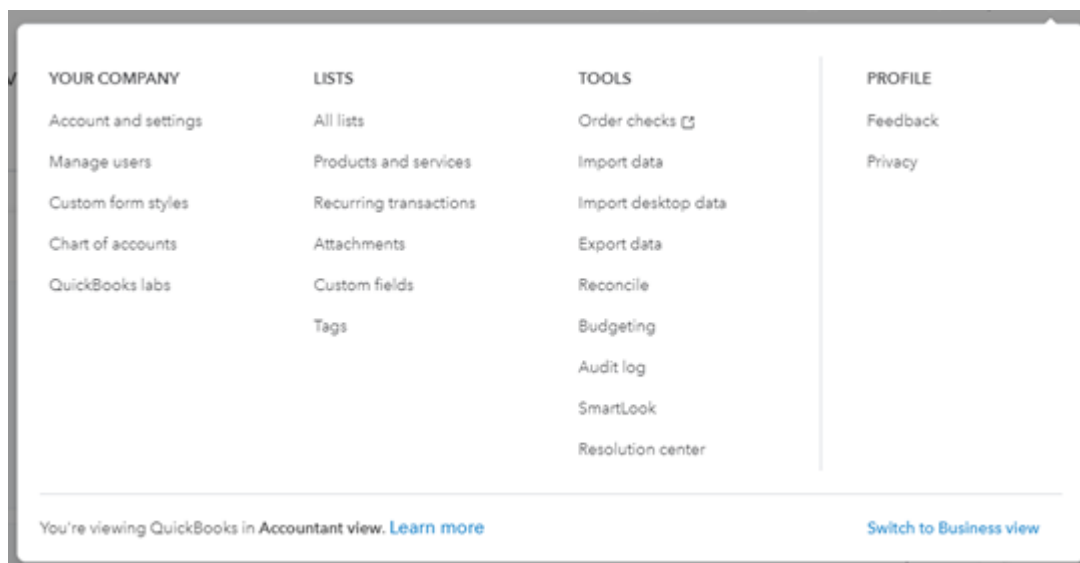 YOUR COMPANY
Account and settings
Manage users
Custom form styles
Chart of accounts
QuickBooks labs
LISTS
All lists
Products and services
Recurring transactions
Attachments
Custom fields
Tags
TOOLS
Order checks
Import data
Import desktop data
Export data
Reconcile
Budgeting
Audit log
SmartLook
Resolution center
PROFILE
Feedback
Privacy
You're viewing QuickBooks in Accountant view. Learn more
Switch to Business view